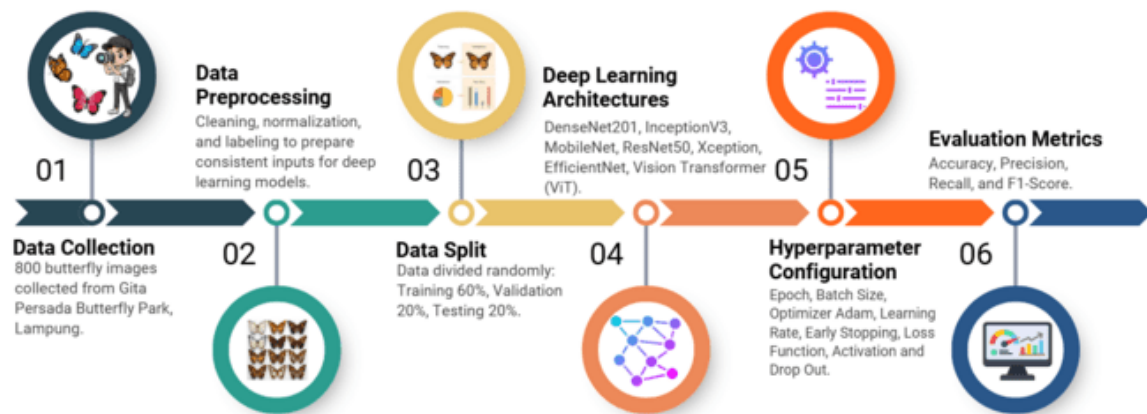 01
Data Collection
800 butterfly images
collected from Gita
Persada Butterfly Park,
Lampung.
Data
Preprocessing
Cleaning, normalization,
and labeling to prepare
consistent inputs for deep
learning models.
02
03
Data Split
Data divided randomly:
Training 60%, Validation
20%, Testing 20%.
Deep Learning
Architectures
DenseNet201, InceptionV3,
MobileNet, ResNet50, Xception,
EfficientNet, Vision Transformer
(ViT).
04
05
Hyperparameter
Configuration
Epoch, Batch Size,
Optimizer Adam, Learning
Rate, Early Stopping, Loss
Function, Activation and
Drop Out.
Evaluation Metrics
Accuracy, Precision,
Recall, and F1-Score.
06